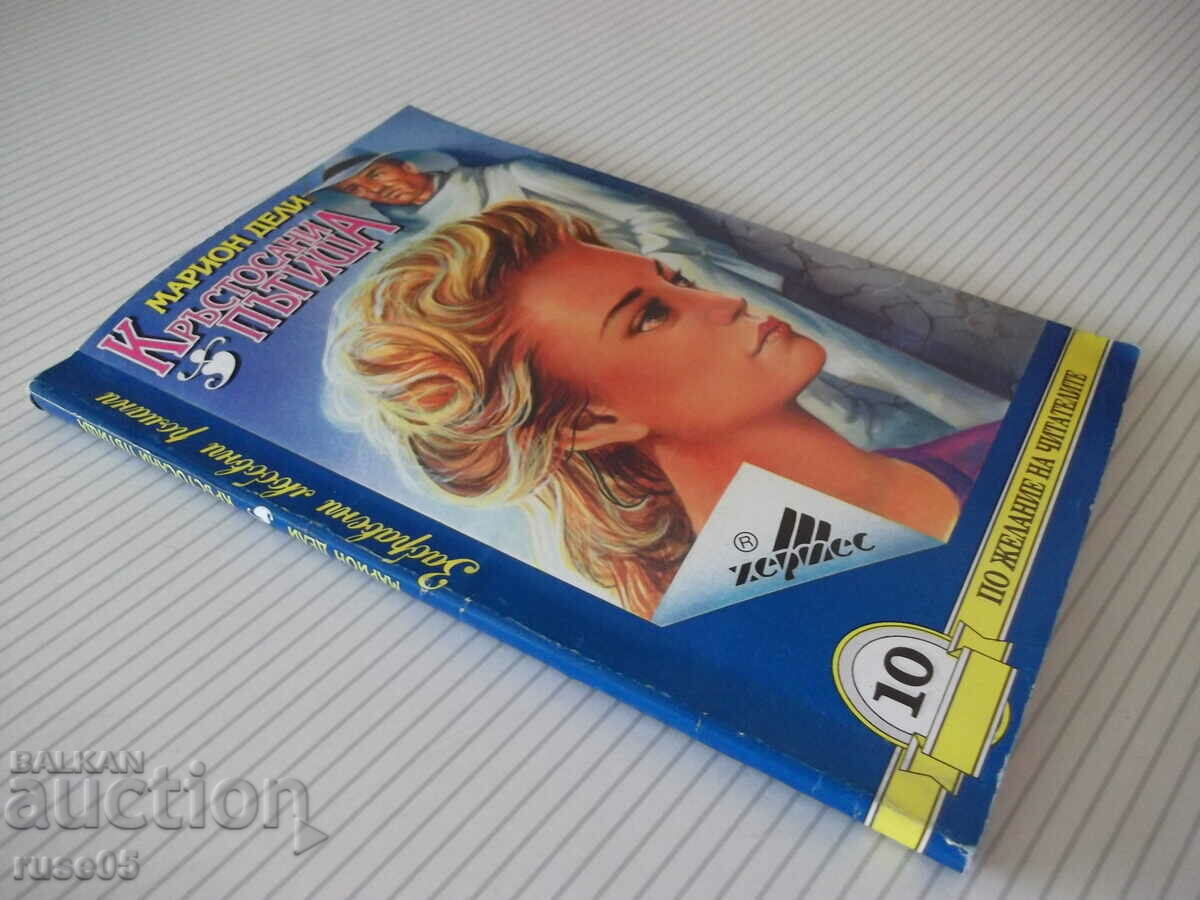 МАРИОН ДЕЛИ
КРЪСТОСАНИ
ПЪТИЩА
Забравени любовни романи
МАРИОН ДЕЛИ
КРЪСТОСАНИ ПЪТИЩА
®
хермес
ПО ЖЕЛАНИЕ НА ЧИТАТЕЛИТЕ
10
BALKAN
auction
ruse05